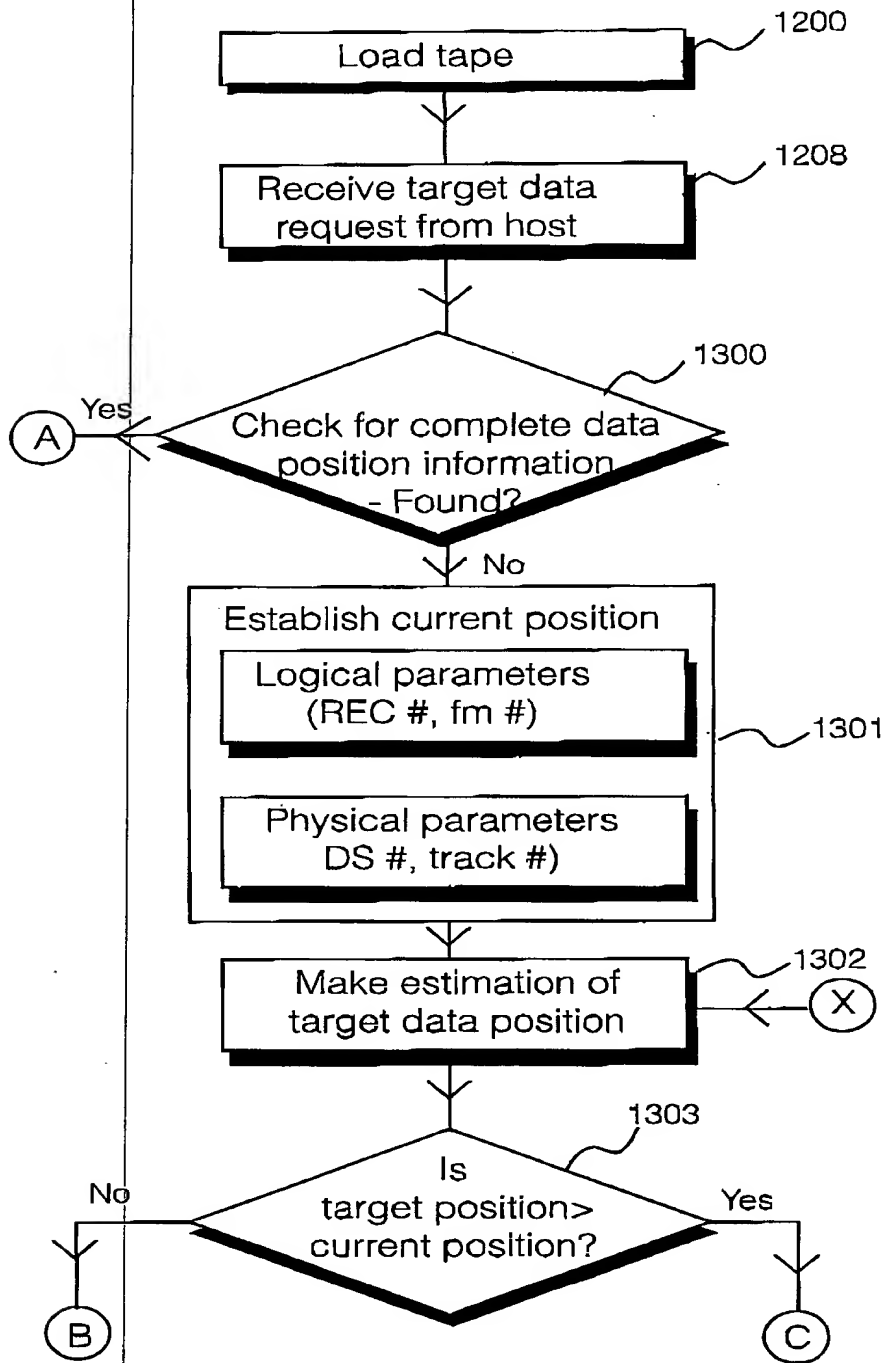 1200
Load tape
1208
Receive target data
request from host
1300
Yes
A
Check for complete data
position information
- Found?
No
Establish current position
Logical parameters
(REC #, fm #)
1301
Physical parameters
DS #, track #)
1302
Make estimation of
target data position
X
1303
Is
target position>
current position?
No
Yes
B
C